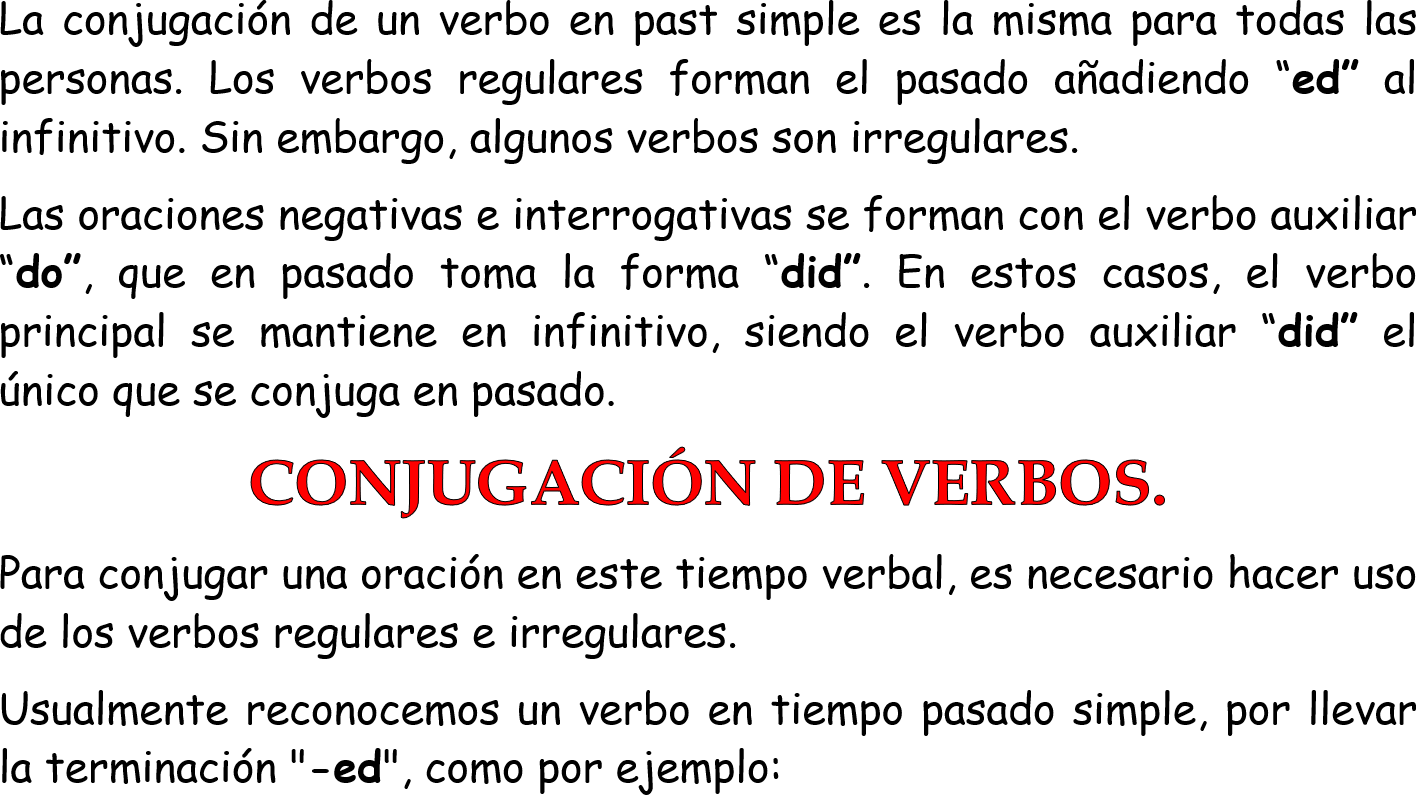 La conjugación de un verbo en past simple es la misma para todas las
personas. Los verbos regulares forman el pasado añadiendo “ed” al
infinitivo. Sin embargo, algunos verbos son irregulares.
Las oraciones negativas e interrogativas se forman con el verbo auxiliar
“do”, que en pasado toma la forma “did”. En estos casos, el verbo
principal se mantiene en infinitivo, siendo el verbo auxiliar “did” el
único que se conjuga en pasado.
CONJUGACIÓN DE VERBOS.
Para conjugar una oración en este tiempo verbal, es necesario hacer uso
de los verbos regulares e irregulares.
Usualmente reconocemos un verbo en tiempo pasado simple, por llevar
la terminación "-ed", como por ejemplo: